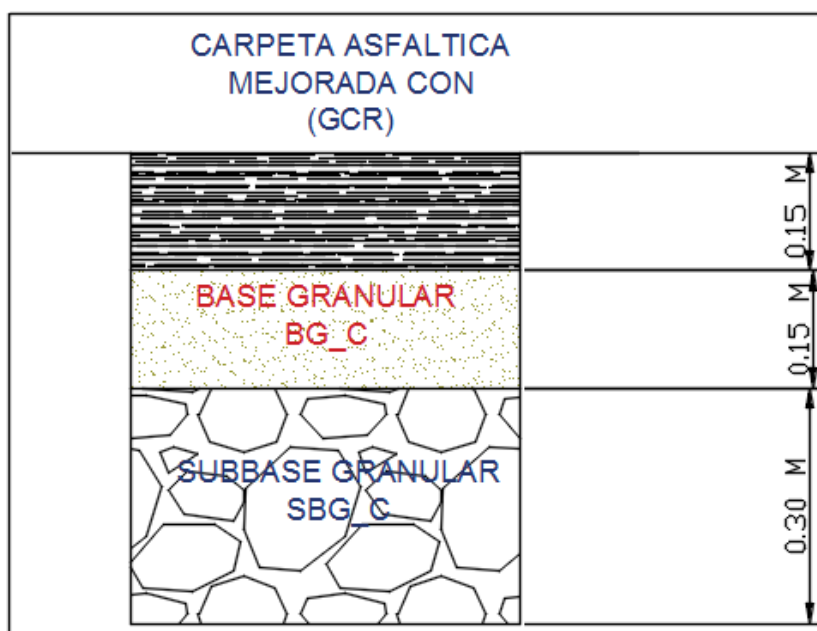 CARPETA ASFALTICA
MEJORADA CON
(GCR)
0.15 M
BASE GRANULAR
BG_C
0.15 M
SUBBASE GRANULAR
SBG_C
0.30 M